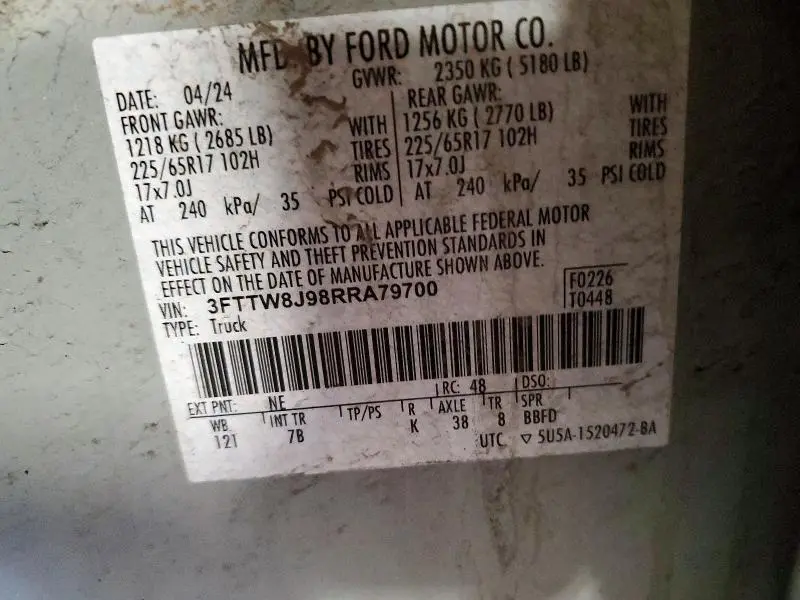 MFD. BY FORD MOTOR CO.
DATE: 04/24 GVWR: 2350 KG ( 5180 LB)
FRONT GAWR: REAR GAWR:
1218 KG ( 2685 LB) WITH 1256 KG ( 2770 LB) WITH
225/65R17 102H TIRES 225/65R17 102H TIRES
17x7.0J RIMS 17x7.0J RIMS
AT 240 kPa/ 35 PSI COLD AT 240 kPa/ 35 PSI COLD
THIS VEHICLE CONFORMS TO ALL APPLICABLE FEDERAL MOTOR
VEHICLE SAFETY AND THEFT PREVENTION STANDARDS IN
EFFECT ON THE DATE OF MANUFACTURE SHOWN ABOVE.
VIN: 3FTTW8J98RRA79700 F0226
TYPE: Truck T0448
EXT PNT: NE RC: 48 DSO:
WB INT TR TP/PS R AXLE TR SPR
121 7B K 38 8 BBFD
UTC ▽ 5U5A-1520472-BA